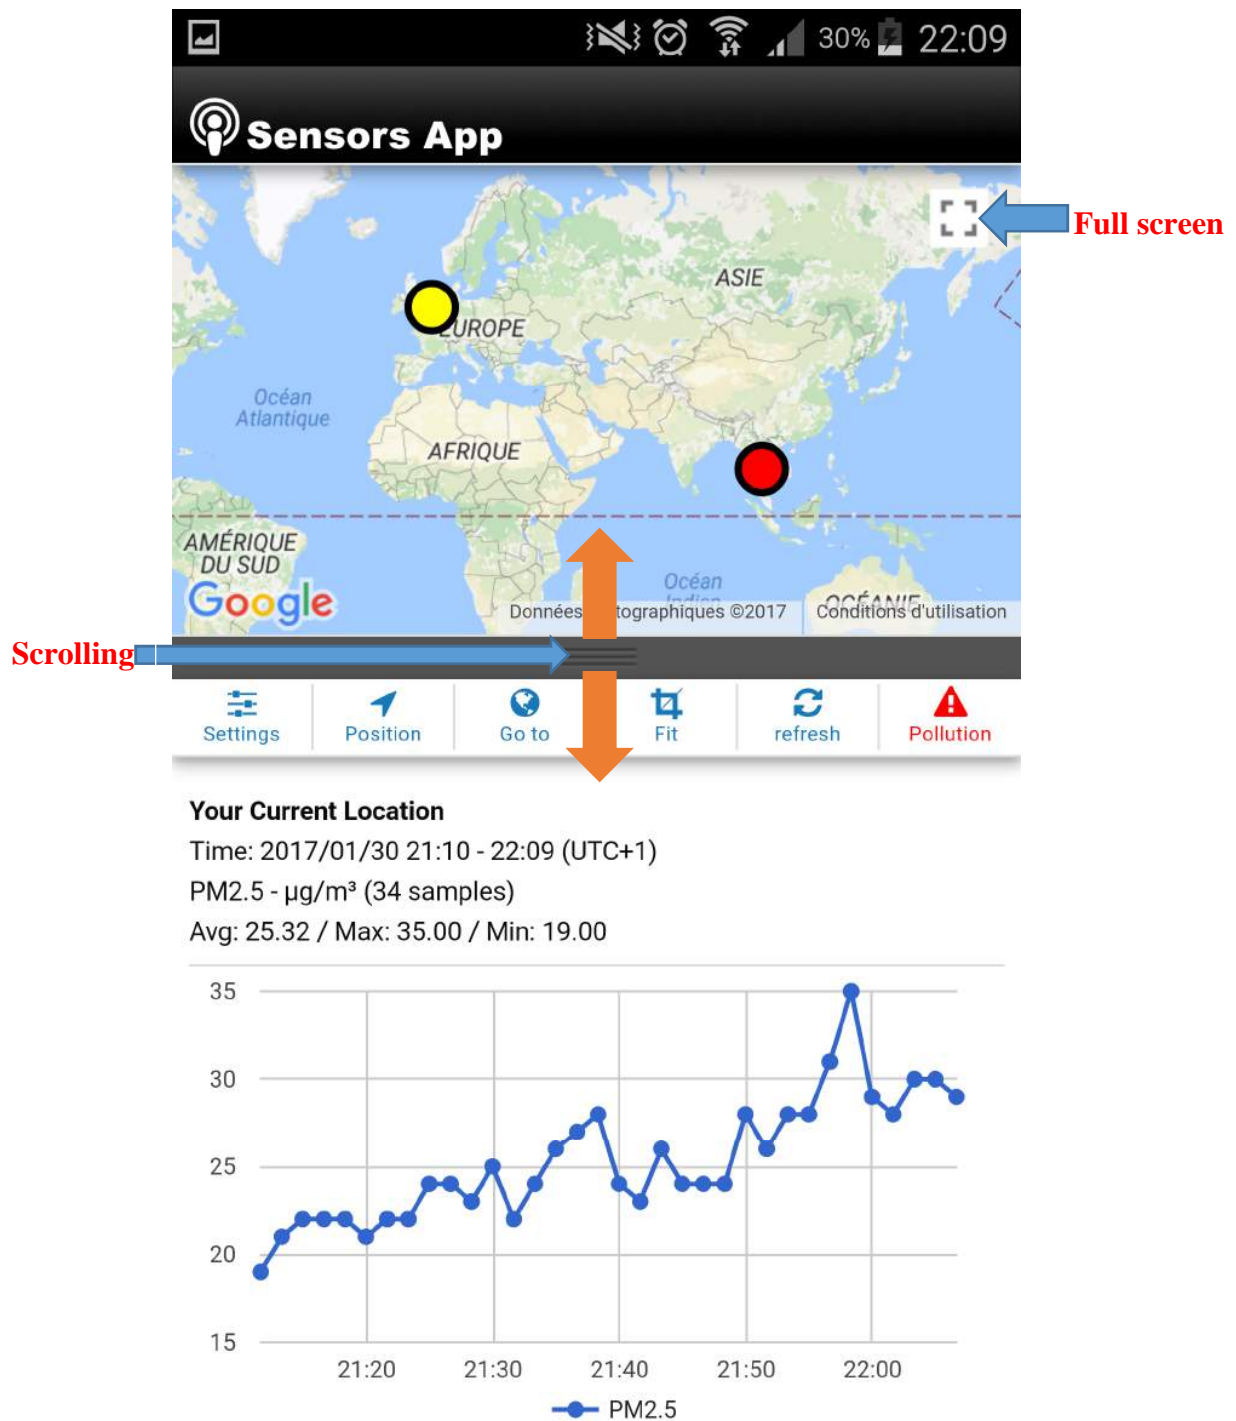 30% 22:09
Sensors App
Full screen
ASIE
EUROPE
Océan
Atlantique
AFRIQUE
AMÉRIQUE
DU SUD
Océan
Indien
OCÉANIE
Google
Données cartographiques ©2017 Conditions d'utilisation
Scrolling
Settings Position Go to Fit refresh Pollution
Your Current Location
Time: 2017/01/30 21:10 - 22:09 (UTC+1)
PM2.5 - µg/m³ (34 samples)
Avg: 25.32 / Max: 35.00 / Min: 19.00
35
30
25
20
15
21:20 21:30 21:40 21:50 22:00
PM2.5